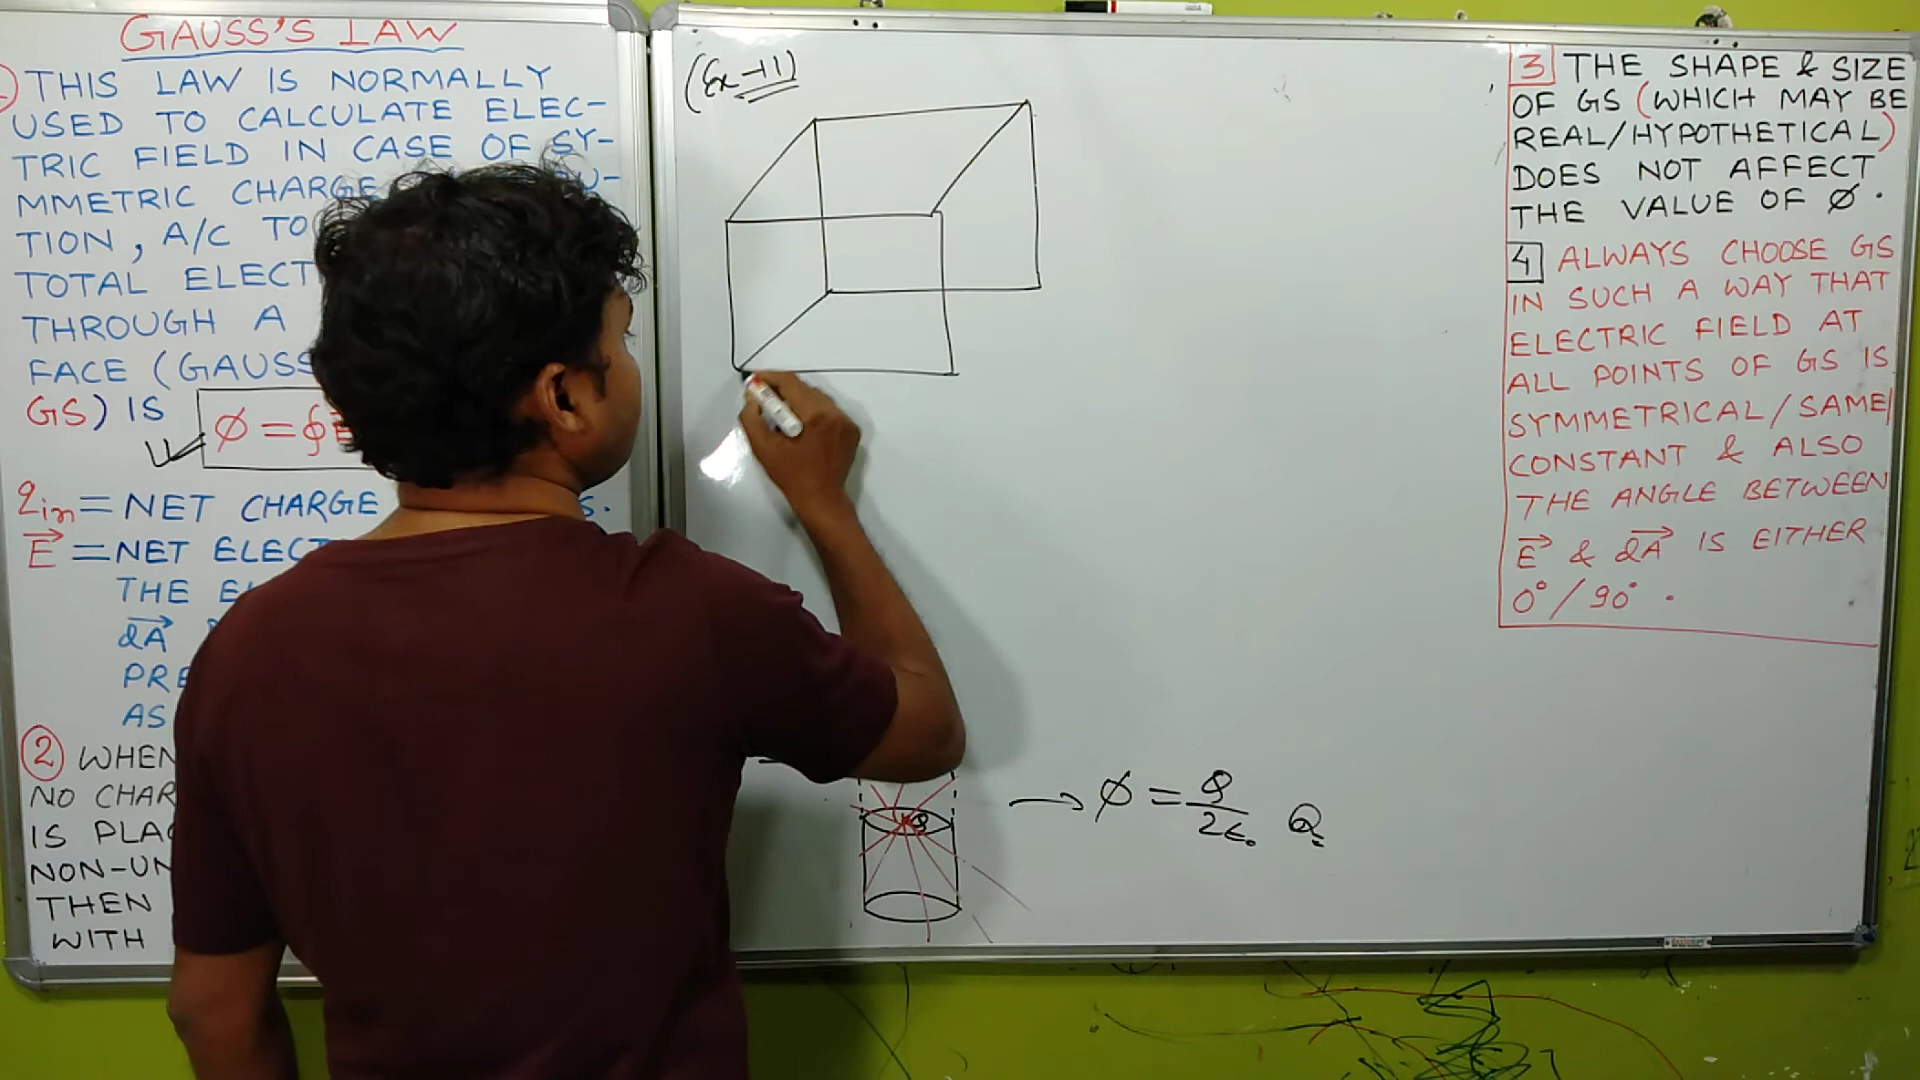 GAUSS'S LAW
THIS LAW IS NORMALLY
USED TO CALCULATE ELEC-
TRIC FIELD IN CASE OF SY-
MMETRIC CHARGE
TION, A/C TO
TOTAL ELECT
THROUGH A
FACE (GAUSS
GS) IS
φ = ∮
qin = NET CHARGE S.
E⃗ = NET ELEC
THE
dA⃗
PRE
AS
2 WHEN
NO CHAR
IS PLAC
NON-UN
THEN
WITH
(Ex-11)
→ φ = Q/2ε₀ Q
Q
3 THE SHAPE & SIZE
OF GS (WHICH MAY BE
REAL/HYPOTHETICAL)
DOES NOT AFFECT
THE VALUE OF φ.
4 ALWAYS CHOOSE GS
IN SUCH A WAY THAT
ELECTRIC FIELD AT
ALL POINTS OF GS IS
SYMMETRICAL/SAME/
CONSTANT & ALSO
THE ANGLE BETWEEN
E⃗ & dA⃗ IS EITHER
0°/90°.